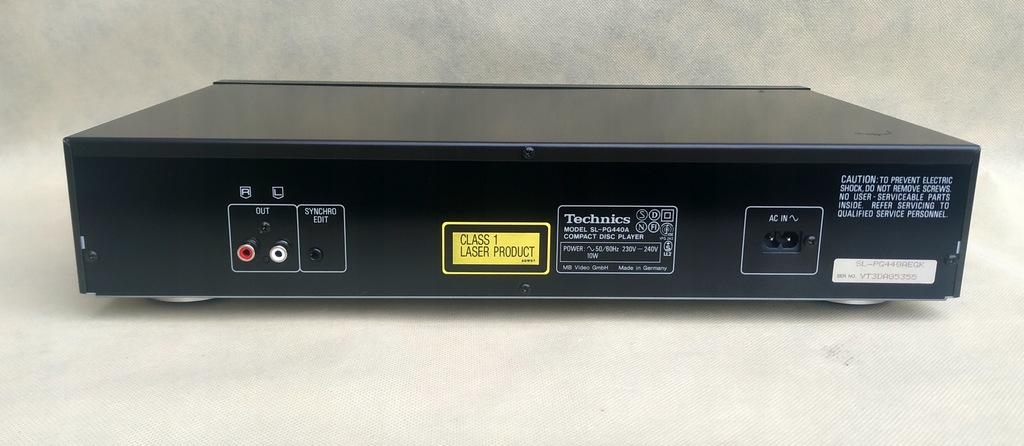 R L
OUT
SYNCHRO
EDIT
CLASS 1
LASER PRODUCT
Technics
MODEL SL-PG440A
COMPACT DISC PLAYER
POWER: ∿50/60Hz 230V–240V
10W
MB Video GmbH Made in Germany
S D
N FI
AC IN ∿
CAUTION: TO PREVENT ELECTRIC
SHOCK, DO NOT REMOVE SCREWS.
NO USER-SERVICEABLE PARTS
INSIDE. REFER SERVICING TO
QUALIFIED SERVICE PERSONNEL.
SL-PG440AEGK
SER NO. VT3DA95355